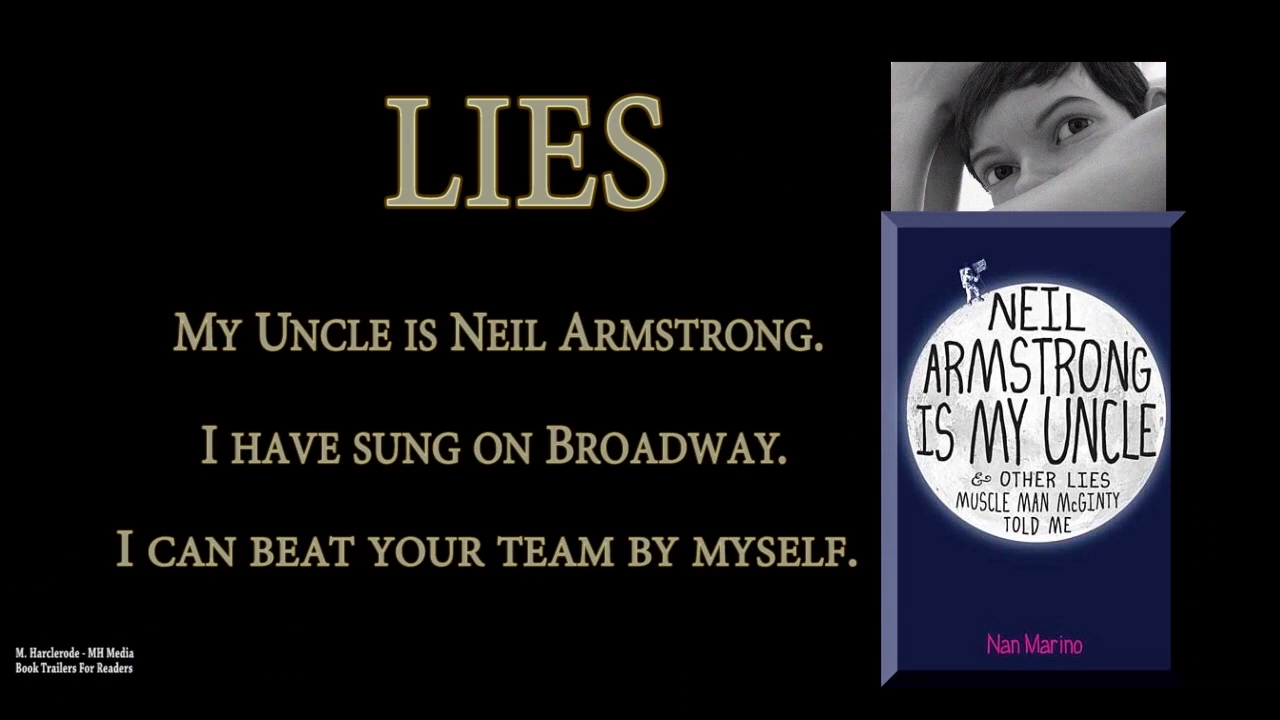 LIES
My Uncle is Neil Armstrong.
I have sung on Broadway.
I can beat your team by myself.
NEIL
ARMSTRONG
IS MY UNCLE
& OTHER LIES
MUSCLE MAN McGINTY
TOLD ME
Nan Marino
M. Harclerode - MH Media
Book Trailers For Readers